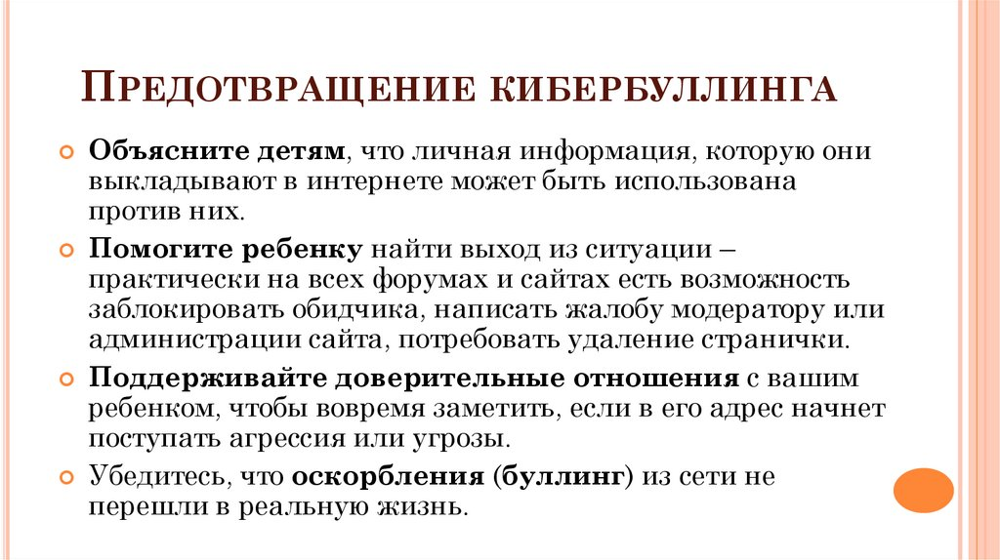 ПРЕДОТВРАЩЕНИЕ КИБЕРБУЛЛИНГА
Объясните детям, что личная информация, которую они
выкладывают в интернете может быть использована
против них.
Помогите ребенку найти выход из ситуации –
практически на всех форумах и сайтах есть возможность
заблокировать обидчика, написать жалобу модератору или
администрации сайта, потребовать удаление странички.
Поддерживайте доверительные отношения с вашим
ребенком, чтобы вовремя заметить, если в его адрес начнет
поступать агрессия или угрозы.
Убедитесь, что оскорбления (буллинг) из сети не
перешли в реальную жизнь.